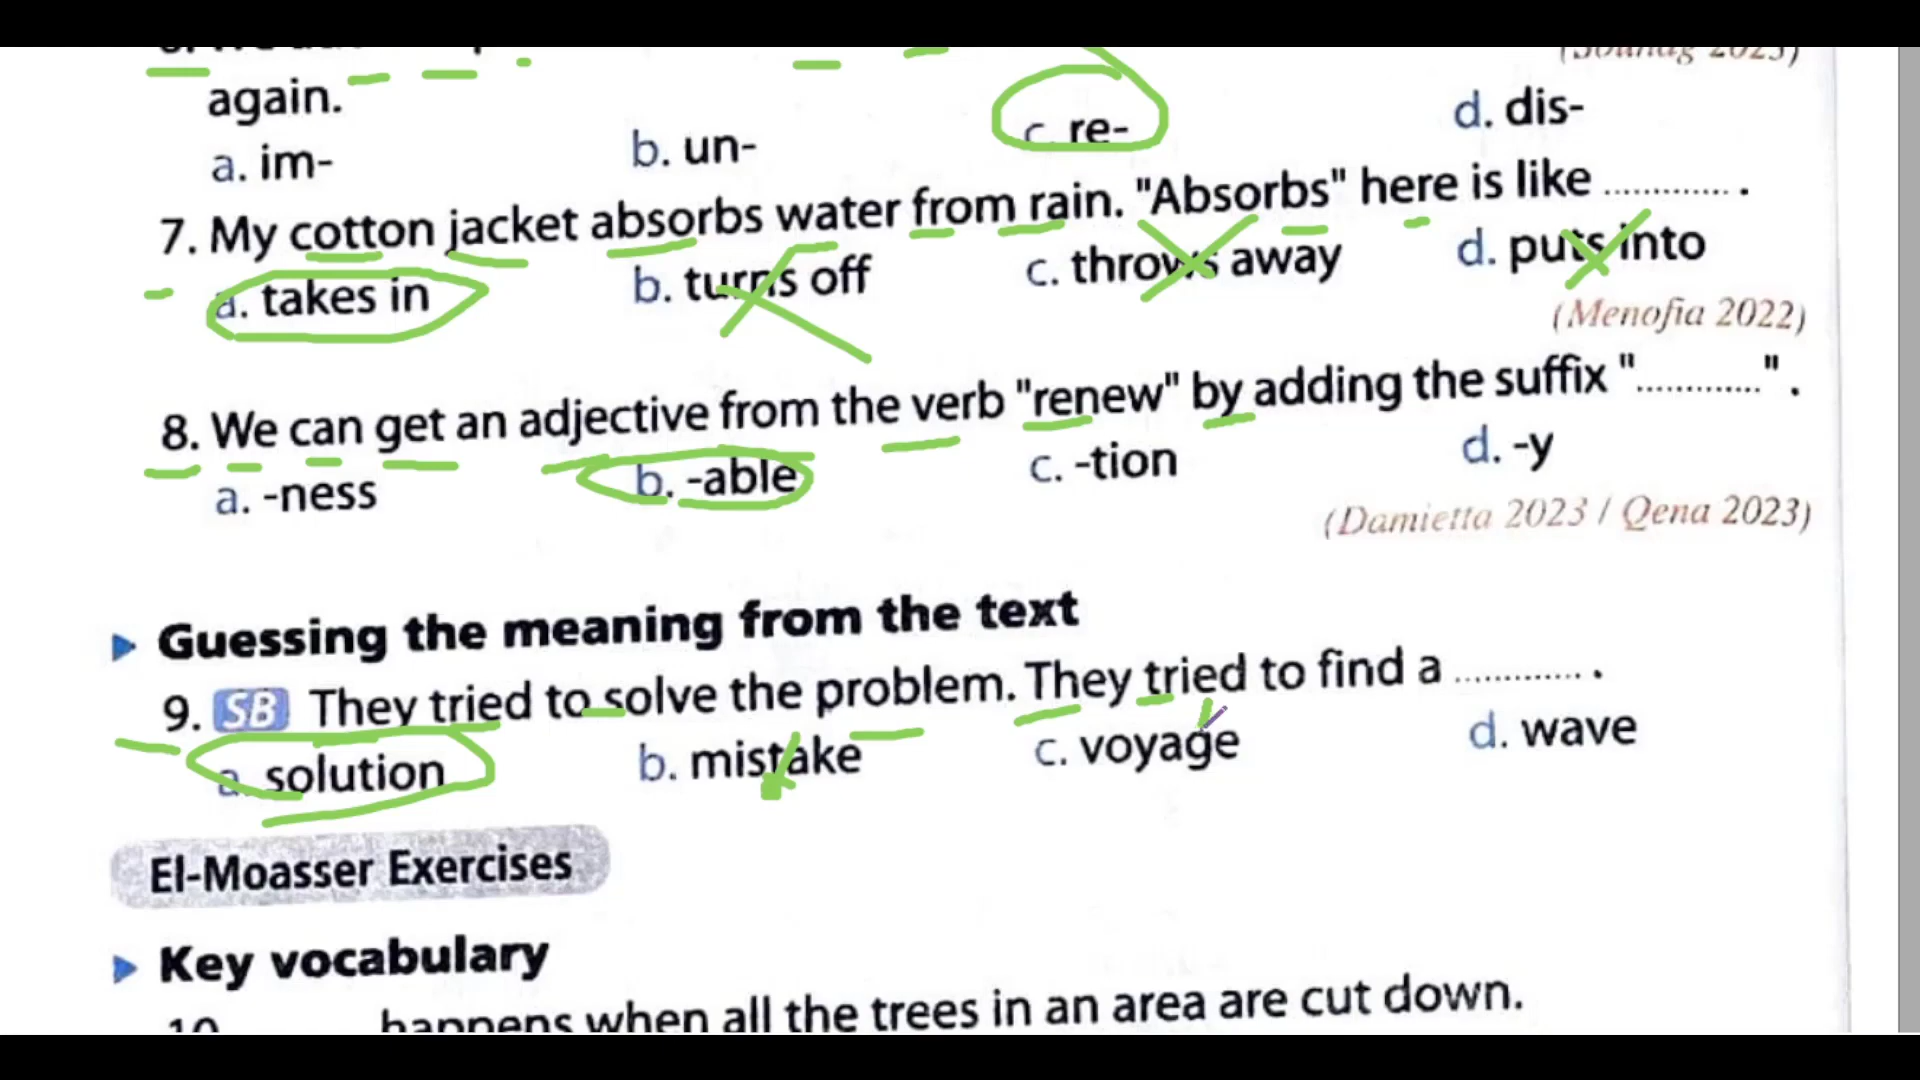 (Sohag 2023)
again.
a. im- b. un- c. re- d. dis-
7. My cotton jacket absorbs water from rain. "Absorbs" here is like ............. .
a. takes in b. turns off c. throws away d. puts into
(Menofia 2022)
8. We can get an adjective from the verb "renew" by adding the suffix "............." .
a. -ness b. -able c. -tion d. -y
(Damietta 2023 / Qena 2023)
Guessing the meaning from the text
9. SB They tried to solve the problem. They tried to find a ............. .
a. solution b. mistake c. voyage d. wave
El-Moasser Exercises
Key vocabulary
10 happens when all the trees in an area are cut down.